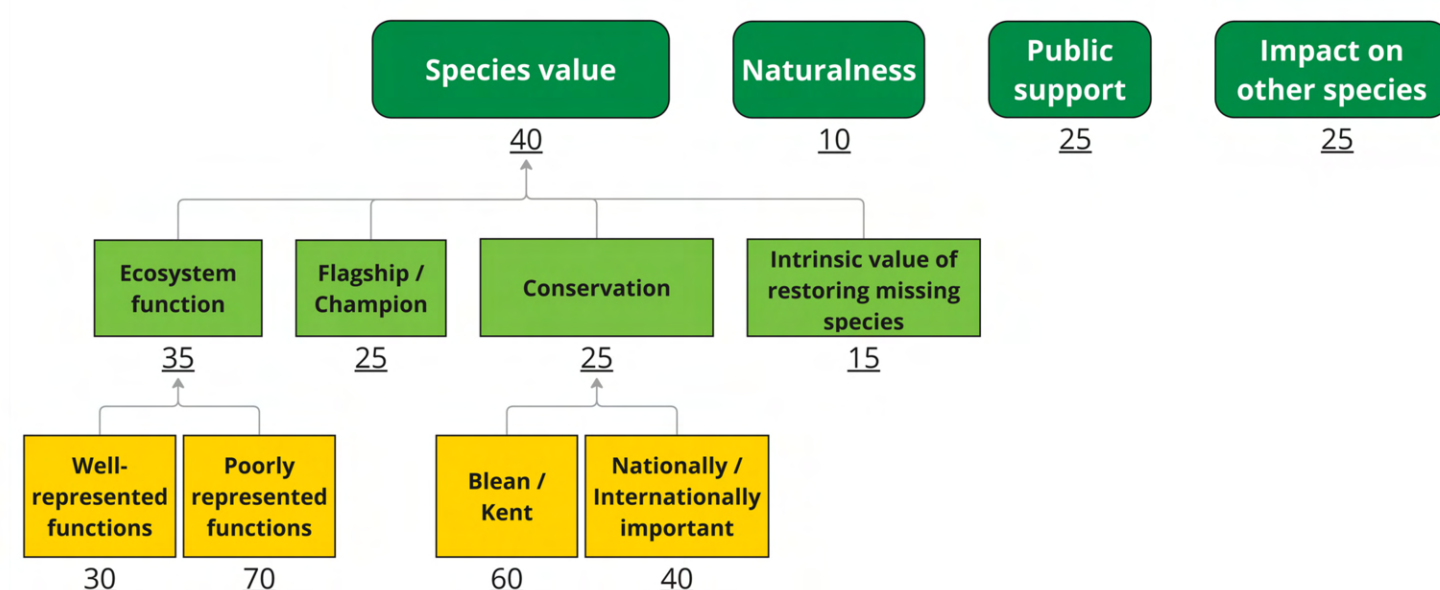 Species value
Naturalness
Public
support
Impact on
other species
40
10
25
25
Ecosystem
function
Flagship /
Champion
Conservation
Intrinsic value of
restoring missing
species
35
25
25
15
Well-
represented
functions
Poorly
represented
functions
Blean /
Kent
Nationally /
Internationally
important
30
70
60
40